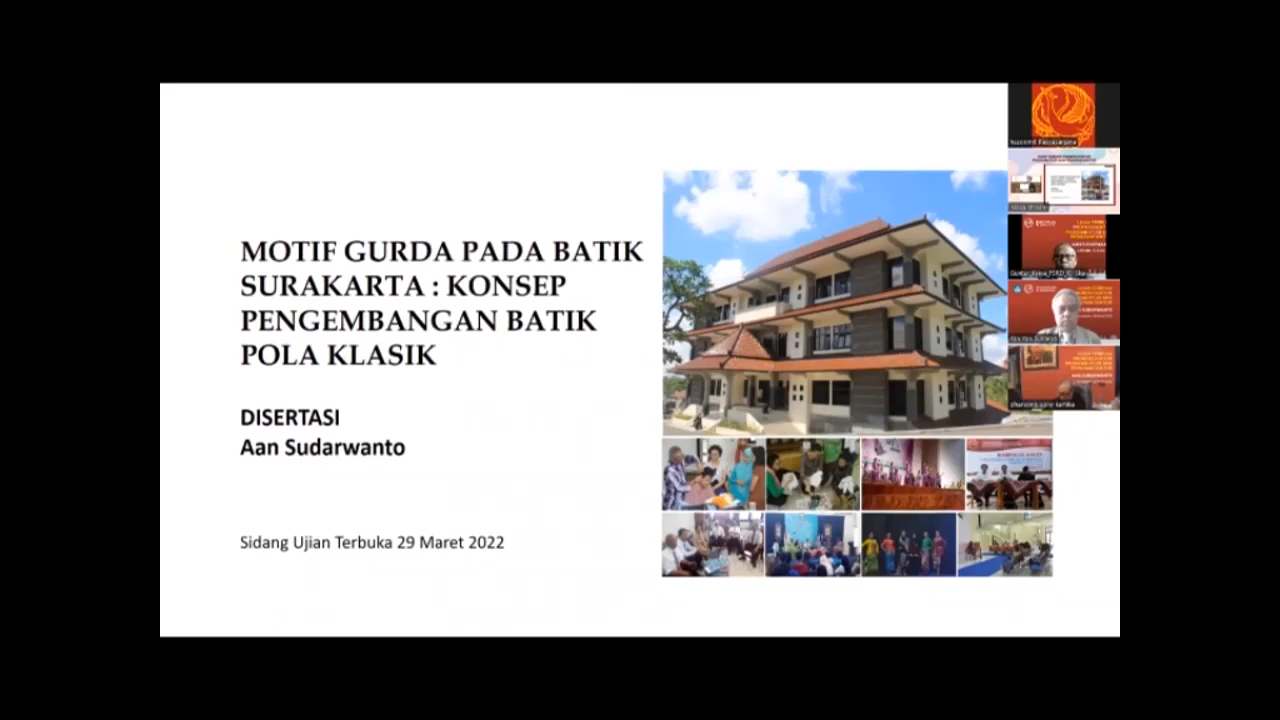 MOTIF GURDA PADA BATIK
SURAKARTA : KONSEP
PENGEMBANGAN BATIK
POLA KLASIK
DISERTASI
Aan Sudarwanto
Sidang Ujian Terbuka 29 Maret 2022